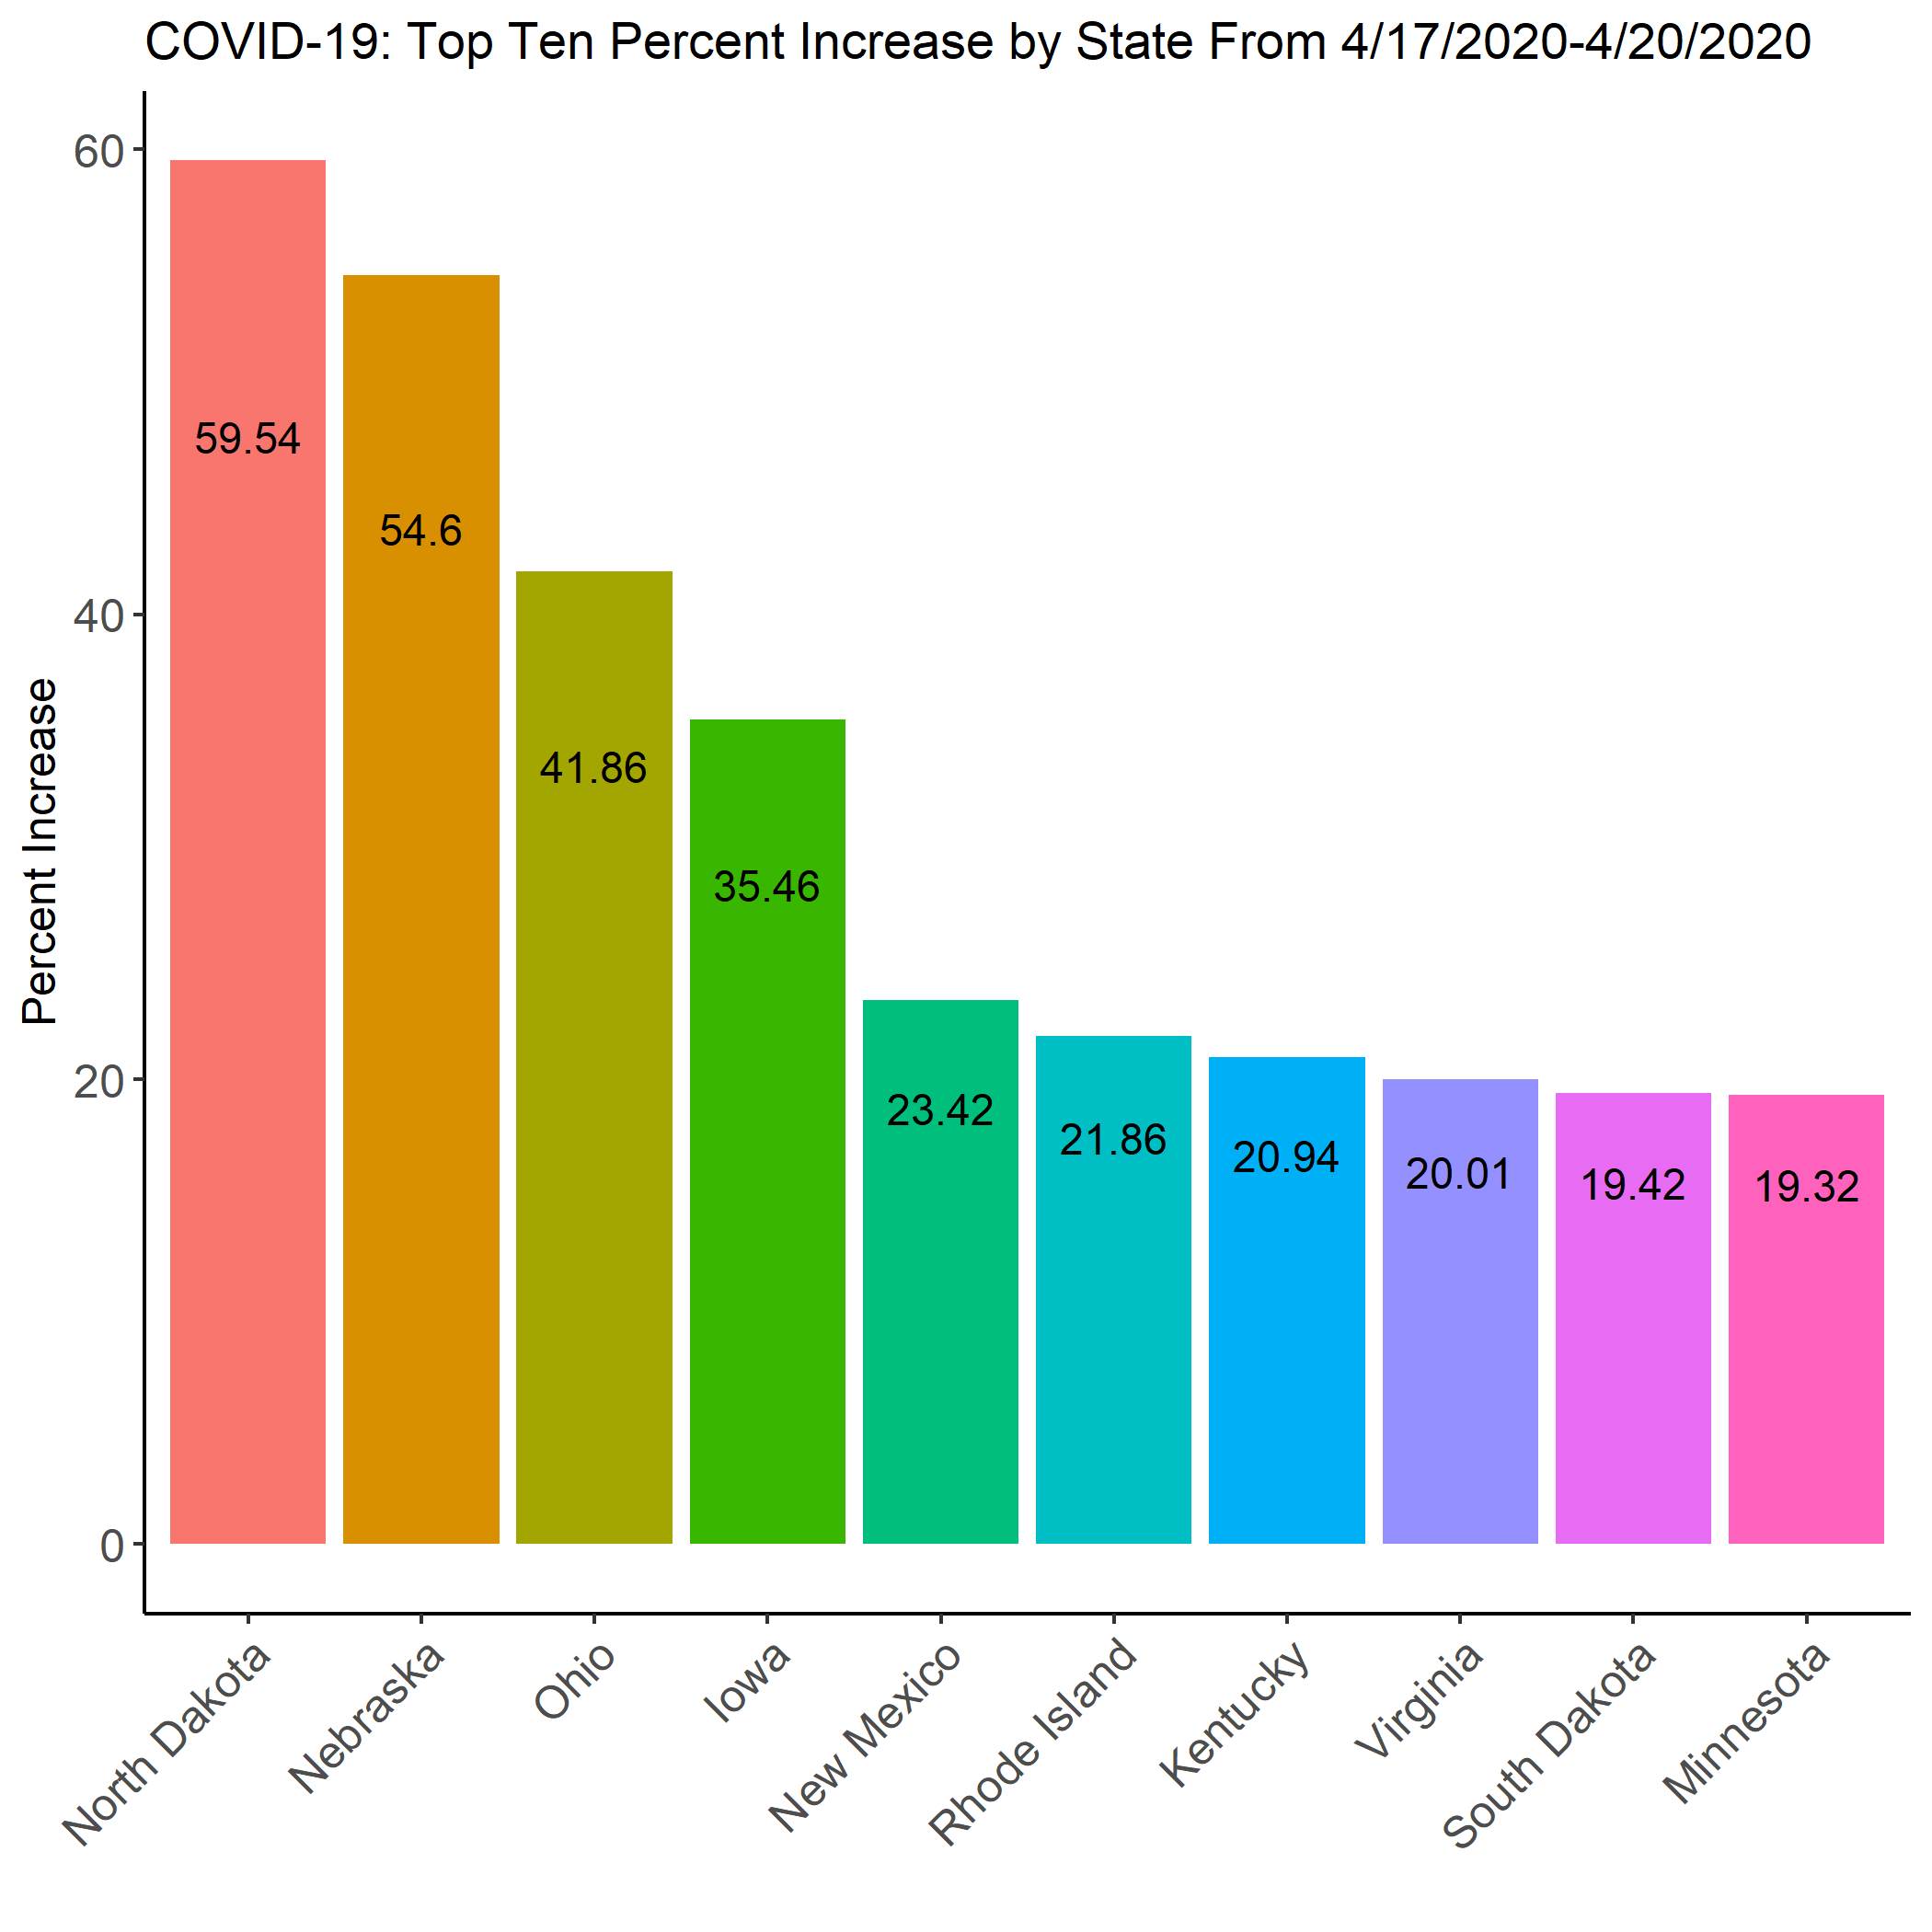 COVID-19: Top Ten Percent Increase by State From 4/17/2020-4/20/2020
Percent Increase
60
40
20
0
59.54
54.6
41.86
35.46
23.42
21.86
20.94
20.01
19.42
19.32
North Dakota
Nebraska
Ohio
Iowa
New Mexico
Rhode Island
Kentucky
Virginia
South Dakota
Minnesota